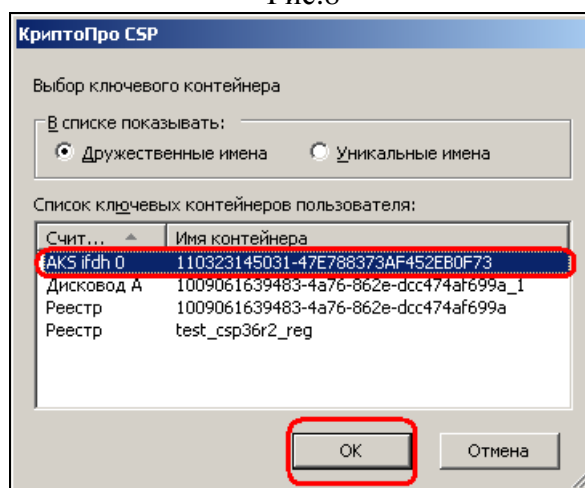 Рис.8
КриптоПро CSP
Выбор ключевого контейнера
В списке показывать:
Дружественные имена Уникальные имена
Список ключевых контейнеров пользователя:
Счит... Имя контейнера
AKS ifdh 0 110323145031-47E788373AF452EB0F73
Дисковод A 1009061639483-4a76-862e-dcc474af699a_1
Реестр 1009061639483-4a76-862e-dcc474af699a
Реестр test_csp36r2_reg
OK Отмена